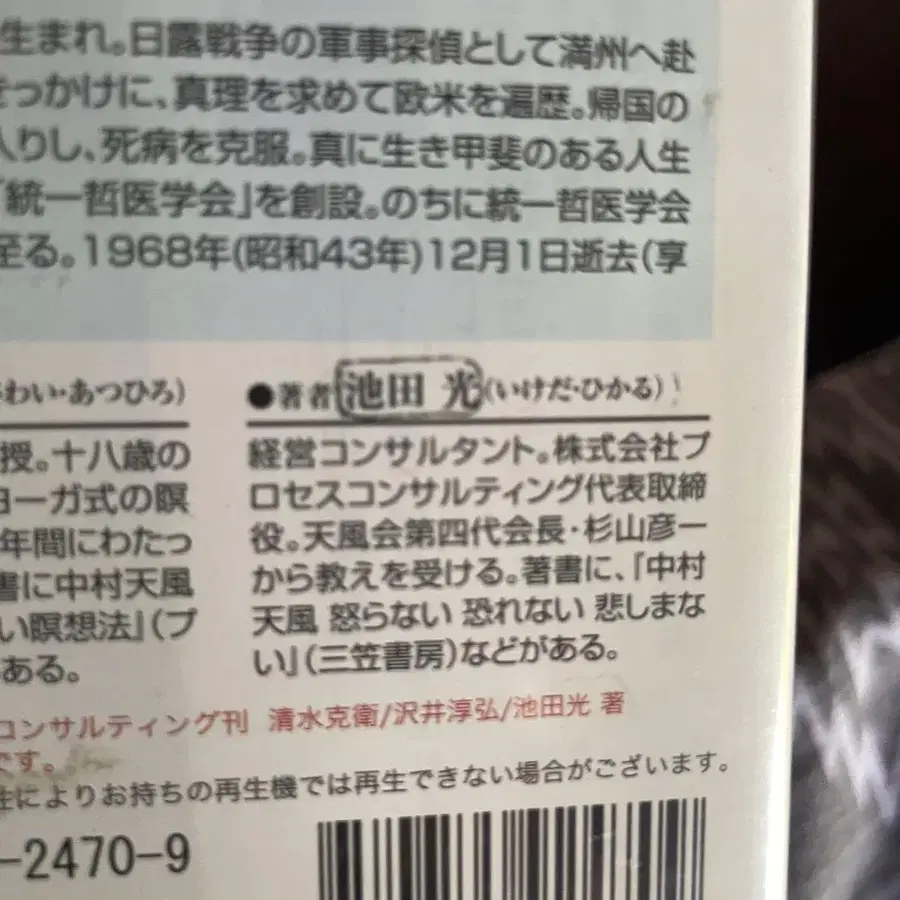 生まれ。日露戦争の軍事探偵として満州へ赴
きっかけに、真理を求めて欧米を遍歴。帰国の
入りし、死病を克服。真に生き甲斐のある人生
「統一哲医学会」を創設。のちに統一哲医学会
至る。1968年(昭和43年)12月1日逝去(享
わい・あつひろ)
授。十八歳の
ヨーガ式の瞑
年間にわたっ
書に中村天風
い瞑想法』(プ
ある。
●著者 池田 光(いけだ・ひかる)
経営コンサルタント。株式会社プ
ロセスコンサルティング代表取締
役。天風会第四代会長・杉山彦一
から教えを受ける。著書に、『中村
天風 怒らない 恐れない 悲しまな
い』(三笠書房)などがある。
コンサルティング刊 清水克衛/沢井淳弘/池田光 著
です。
性によりお持ちの再生機では再生できない場合がございます。
-2470-9